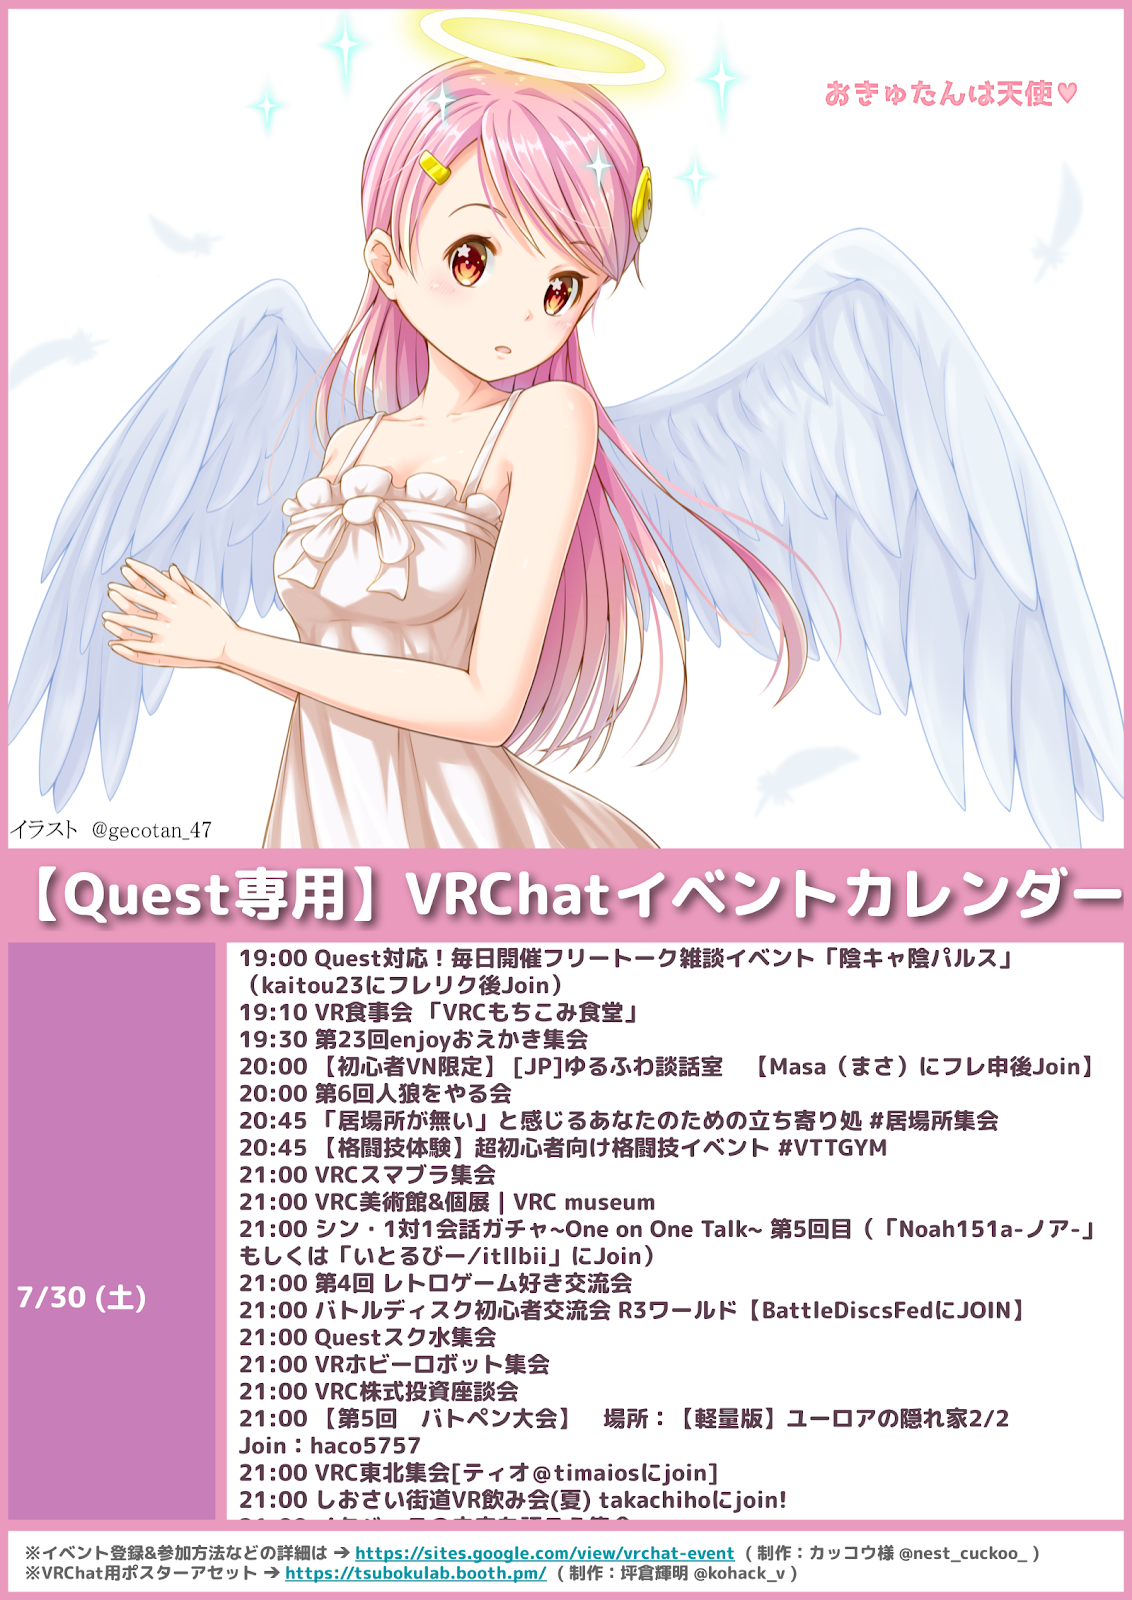 おきゅたんは天使♥
イラスト @gecotan_47
【Quest専用】VRChatイベントカレンダー
7/30 (土)
19:00 Quest対応！毎日開催フリートーク雑談イベント「陰キャ陰パルス」
（kaitou23にフレリク後Join）
19:10 VR食事会 「VRCもちこみ食堂」
19:30 第23回enjoyおえかき集会
20:00 【初心者VN限定】 [JP]ゆるふわ談話室　【Masa（まさ）にフレ申後Join】
20:00 第6回人狼をやる会
20:45 「居場所が無い」と感じるあなたのための立ち寄り処 #居場所集会
20:45 【格闘技体験】超初心者向け格闘技イベント #VTTGYM
21:00 VRCスマブラ集会
21:00 VRC美術館&個展 | VRC museum
21:00 シン・1対1会話ガチャ~One on One Talk~ 第5回目（「Noah151a-ノア-」
もしくは「いとるびー/itllbii」にJoin）
21:00 第4回 レトロゲーム好き交流会
21:00 バトルディスク初心者交流会 R3ワールド【BattleDiscsFedにJOIN】
21:00 Questスク水集会
21:00 VRホビーロボット集会
21:00 VRC株式投資座談会
21:00 【第5回　バトペン大会】　場所：【軽量版】ユーロアの隠れ家2/2
Join：haco5757
21:00 VRC東北集会[ティオ@timaiosにjoin]
21:00 しおさい街道VR飲み会(夏) takachihoにjoin!
※イベント登録&参加方法などの詳細は ➔ https://sites.google.com/view/vrchat-event （ 制作：カッコウ様 @nest_cuckoo_ ）
※VRChat用ポスターアセット ➔ https://tsubokulab.booth.pm/ （ 制作：坪倉輝明 @kohack_v ）